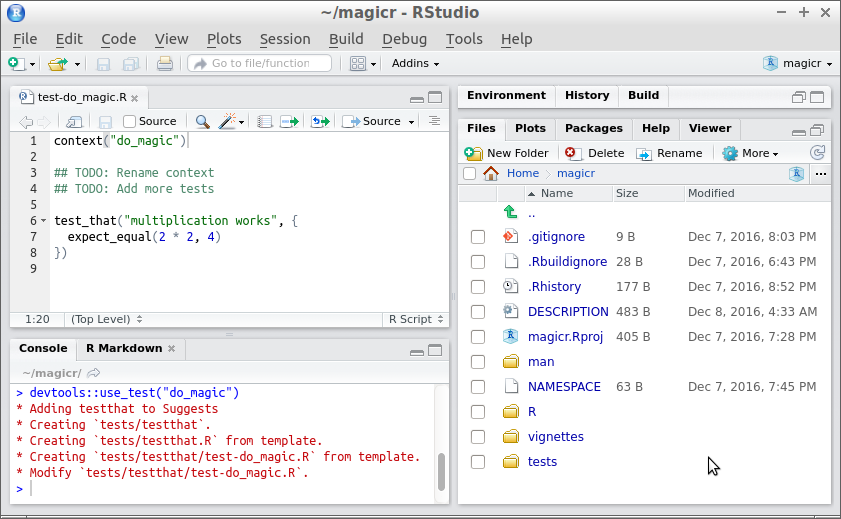 ~/magicr - RStudio
File Edit Code View Plots Session Build Debug Tools Help
Go to file/function Addins magicr
test-do_magic.R
Source Source
1 context("do_magic")
2
3 ## TODO: Rename context
4 ## TODO: Add more tests
5
6 test_that("multiplication works", {
7   expect_equal(2 * 2, 4)
8 })
9
1:20 (Top Level) R Script
Console R Markdown
~/magicr/
> devtools::use_test("do_magic")
* Adding testthat to Suggests
* Creating `tests/testthat`.
* Creating `tests/testthat.R` from template.
* Creating `tests/testthat/test-do_magic.R` from template.
* Modify `tests/testthat/test-do_magic.R`.
>
Environment History Build
Files Plots Packages Help Viewer
New Folder Delete Rename More
Home magicr ...
Name Size Modified
..
.gitignore 9 B Dec 7, 2016, 8:03 PM
.Rbuildignore 28 B Dec 7, 2016, 6:43 PM
.Rhistory 177 B Dec 7, 2016, 8:52 PM
DESCRIPTION 483 B Dec 8, 2016, 4:33 AM
magicr.Rproj 405 B Dec 7, 2016, 7:28 PM
man
NAMESPACE 63 B Dec 7, 2016, 7:45 PM
R
vignettes
tests